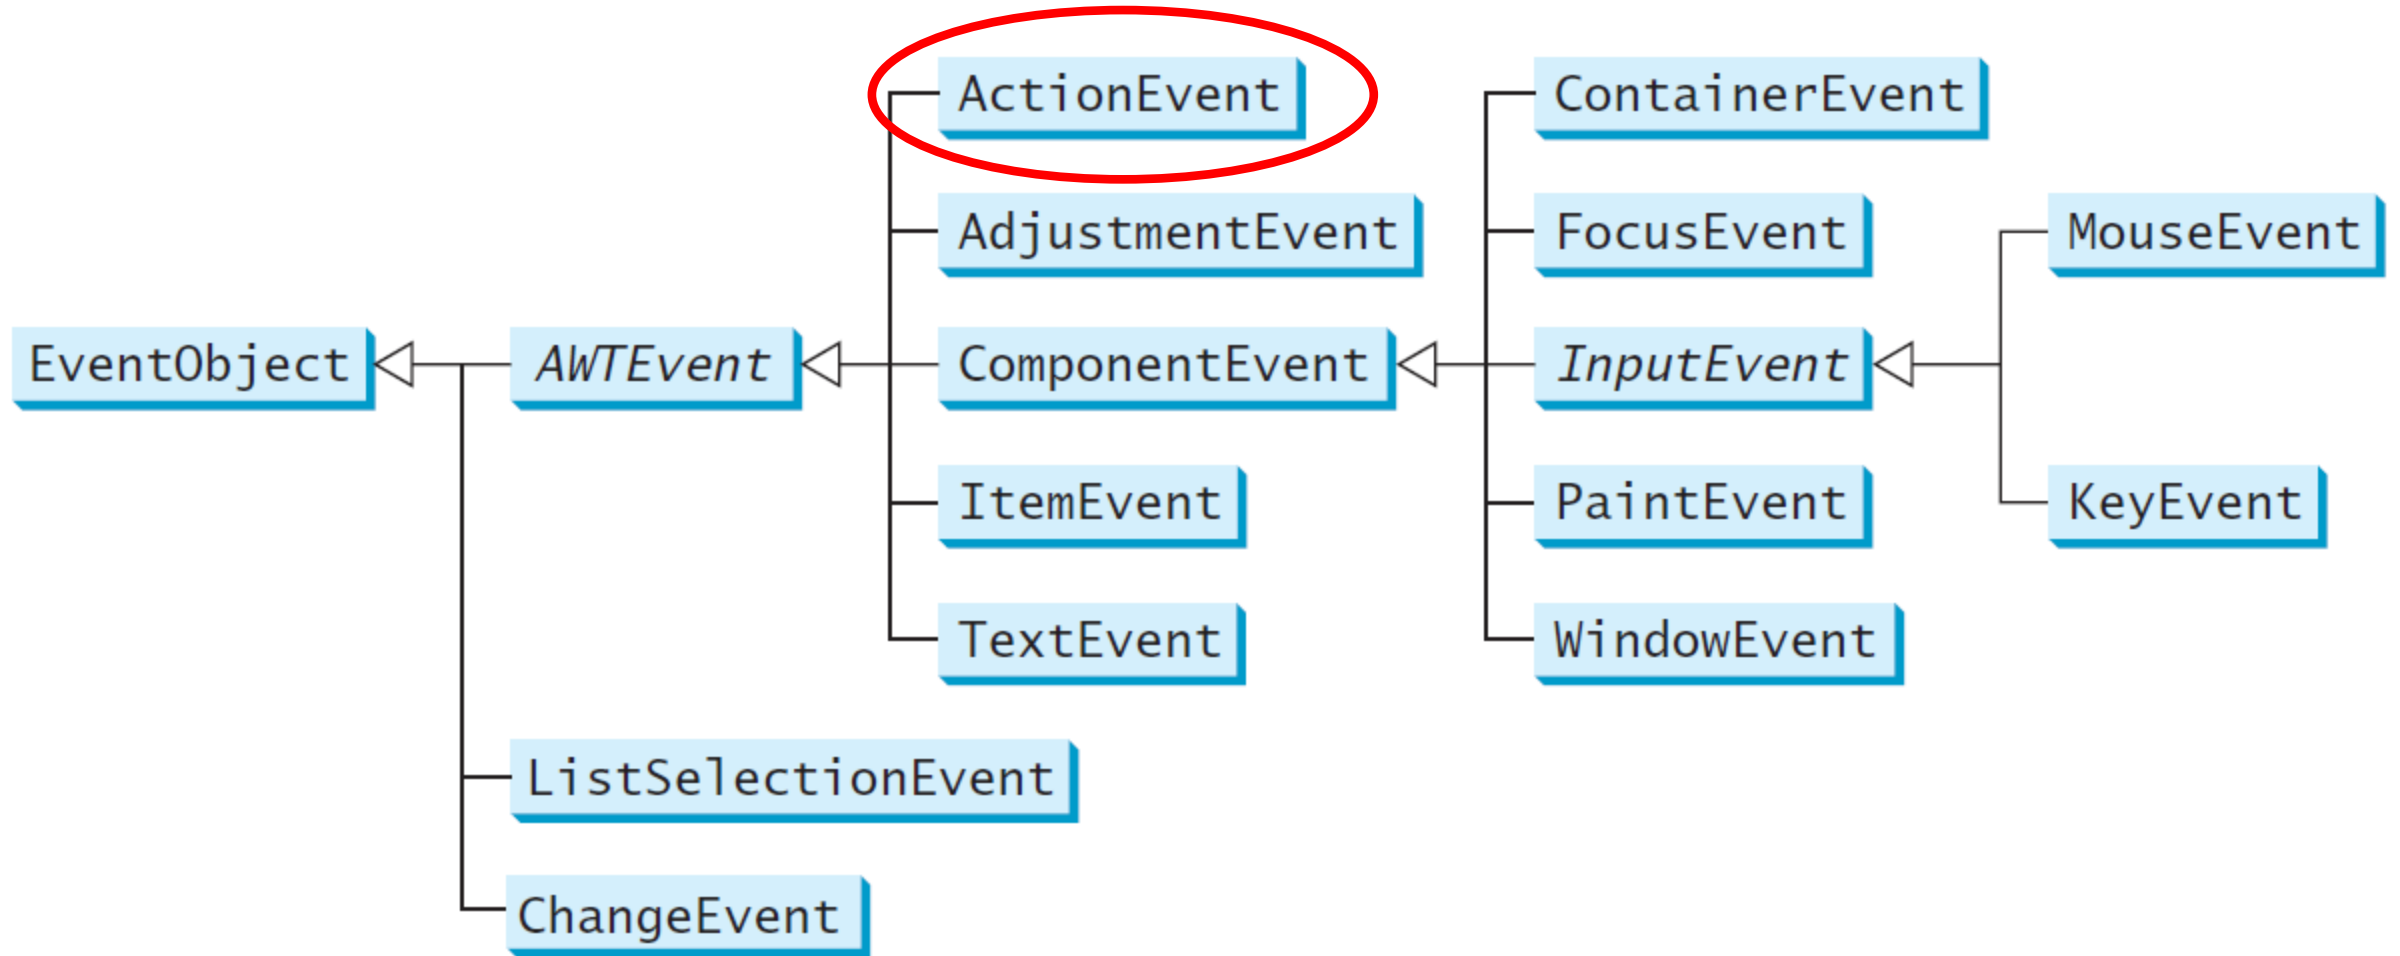 ActionEvent
ContainerEvent
AdjustmentEvent
FocusEvent
MouseEvent
EventObject
AWTEvent
ComponentEvent
InputEvent
ItemEvent
PaintEvent
KeyEvent
TextEvent
WindowEvent
ListSelectionEvent
ChangeEvent